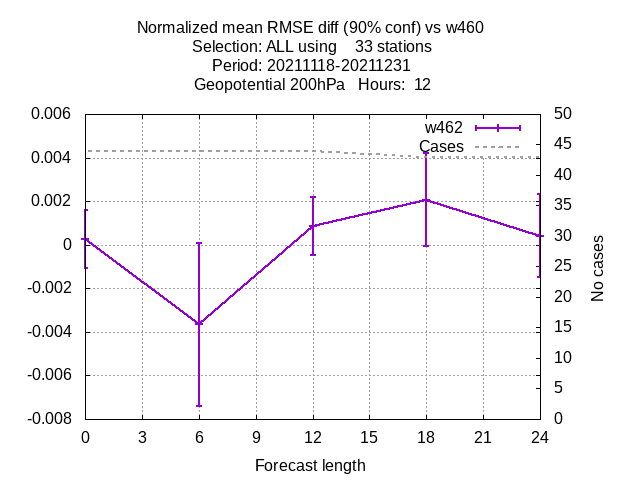 Normalized mean RMSE diff (90% conf) vs w460
Selection: ALL using    33 stations
Period: 20211118-20211231
Geopotential 200hPa   Hours:  12
w462
Cases
0.006
0.004
0.002
0
-0.002
-0.004
-0.006
-0.008
50
45
40
35
30
25
20
15
10
5
0
No cases
0 3 6 9 12 15 18 21 24
Forecast length